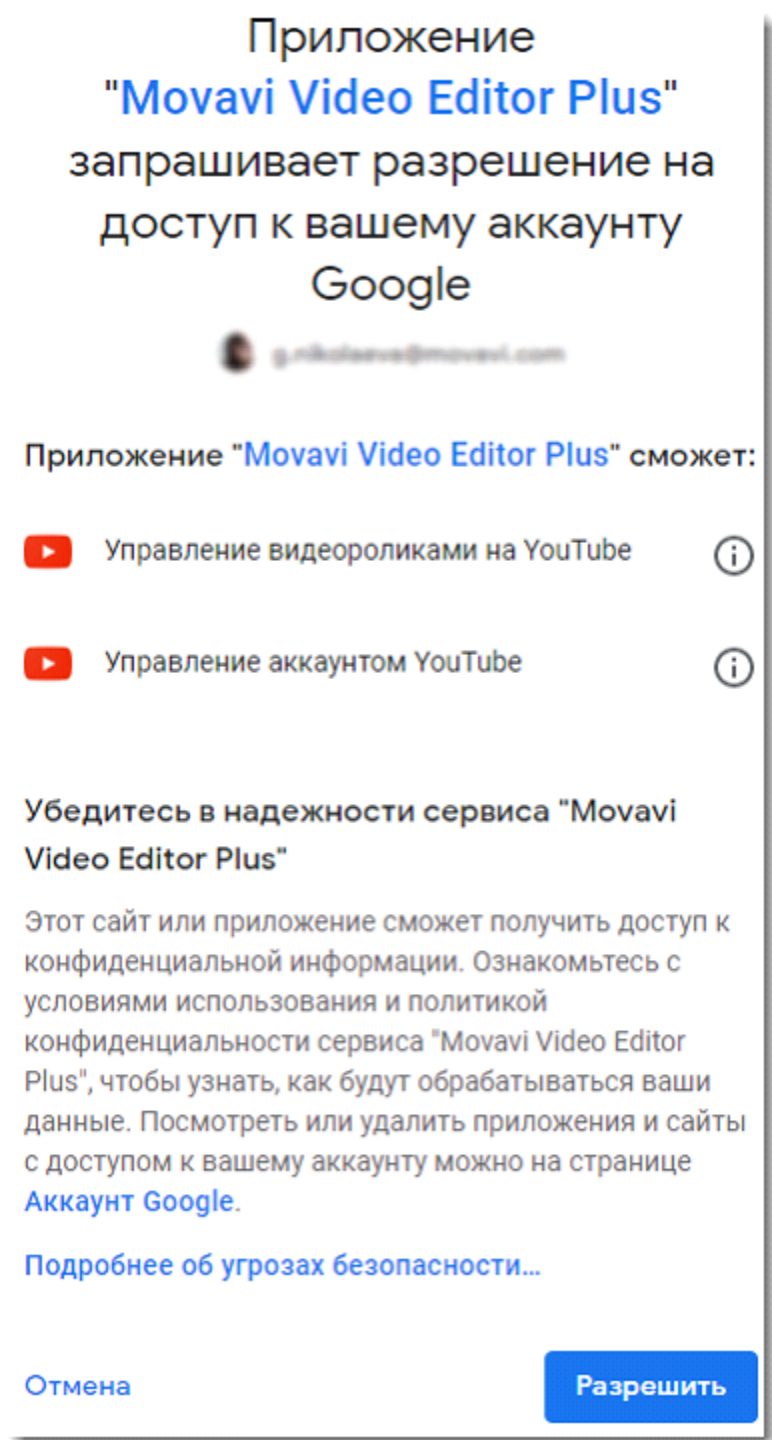 Приложение
"Movavi Video Editor Plus"
запрашивает разрешение на
доступ к вашему аккаунту
Google
Приложение "Movavi Video Editor Plus" сможет:
Управление видеороликами на YouTube
Управление аккаунтом YouTube
Убедитесь в надежности сервиса "Movavi
Video Editor Plus"
Этот сайт или приложение сможет получить доступ к
конфиденциальной информации. Ознакомьтесь с
условиями использования и политикой
конфиденциальности сервиса "Movavi Video Editor
Plus", чтобы узнать, как будут обрабатываться ваши
данные. Посмотреть или удалить приложения и сайты
с доступом к вашему аккаунту можно на странице
Аккаунт Google.
Подробнее об угрозах безопасности…
Отмена
Разрешить